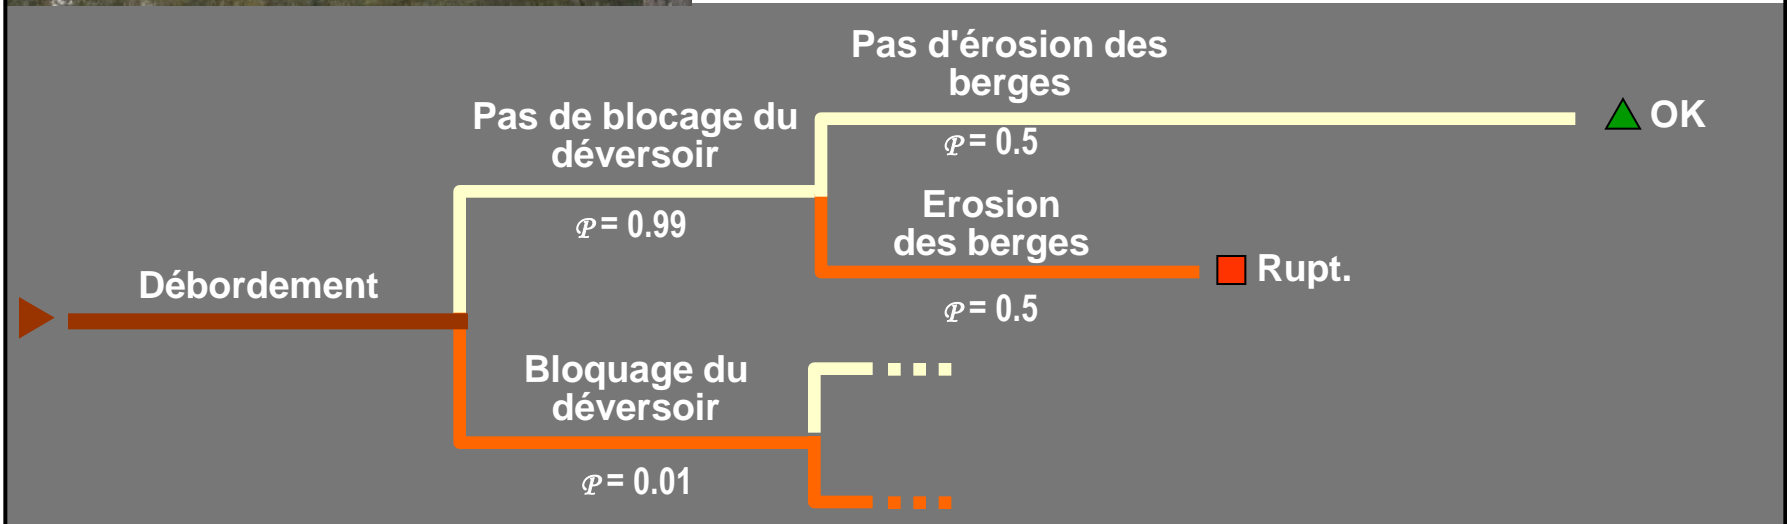 Pas d'érosion des
berges
𝒫 = 0.5
OK
Pas de blocage du
déversoir
𝒫 = 0.99
Erosion
des berges
𝒫 = 0.5
Rupt.
Débordement
Bloquage du
déversoir
𝒫 = 0.01